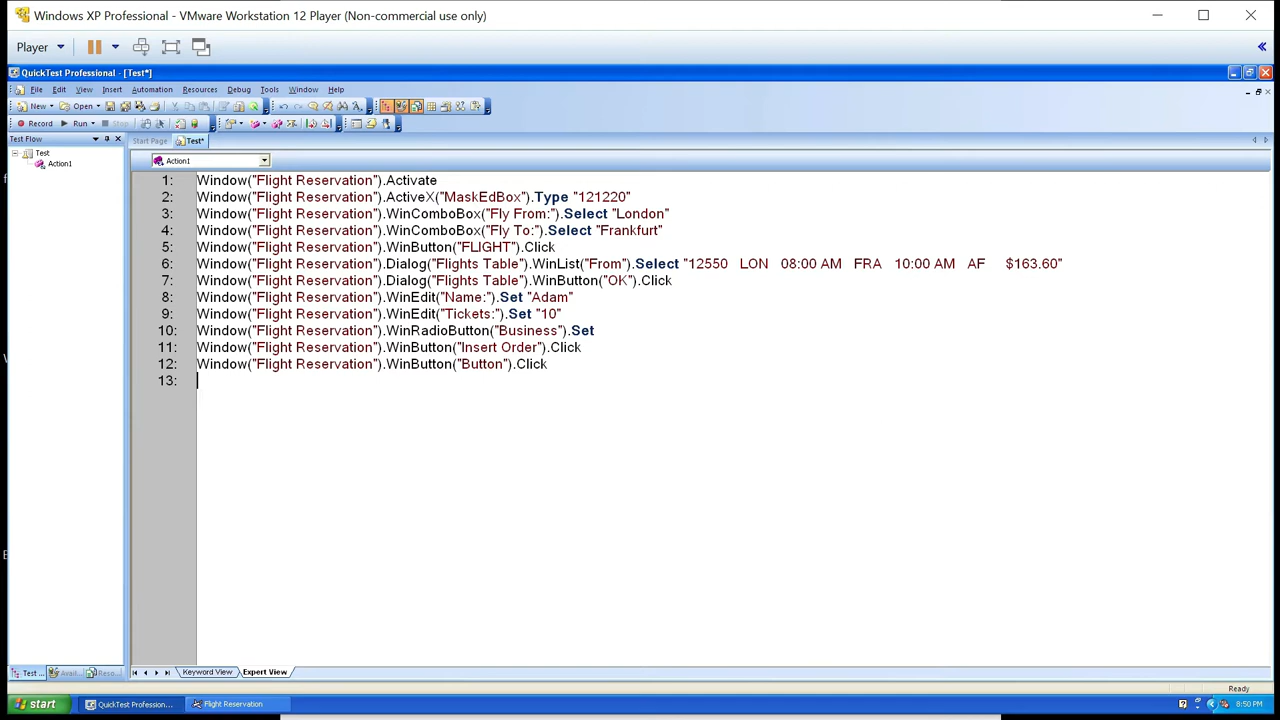 Windows XP Professional - VMware Workstation 12 Player (Non-commercial use only)
Player
QuickTest Professional - [Test*]
File Edit View Insert Automation Resources Debug Tools Window Help
New Open
Record Run Stop
Test Flow
Start Page Test*
Test
Action1
Action1
1: Window("Flight Reservation").Activate
2: Window("Flight Reservation").ActiveX("MaskEdBox").Type "121220"
3: Window("Flight Reservation").WinComboBox("Fly From:").Select "London"
4: Window("Flight Reservation").WinComboBox("Fly To:").Select "Frankfurt"
5: Window("Flight Reservation").WinButton("FLIGHT").Click
6: Window("Flight Reservation").Dialog("Flights Table").WinList("From").Select "12550   LON   08:00 AM   FRA   10:00 AM   AF     $163.60"
7: Window("Flight Reservation").Dialog("Flights Table").WinButton("OK").Click
8: Window("Flight Reservation").WinEdit("Name:").Set "Adam"
9: Window("Flight Reservation").WinEdit("Tickets:").Set "10"
10: Window("Flight Reservation").WinRadioButton("Business").Set
11: Window("Flight Reservation").WinButton("Insert Order").Click
12: Window("Flight Reservation").WinButton("Button").Click
13:
Test ... Avail... Reso...
Keyword View Expert View
Ready
start QuickTest Profession... Flight Reservation 8:50 PM